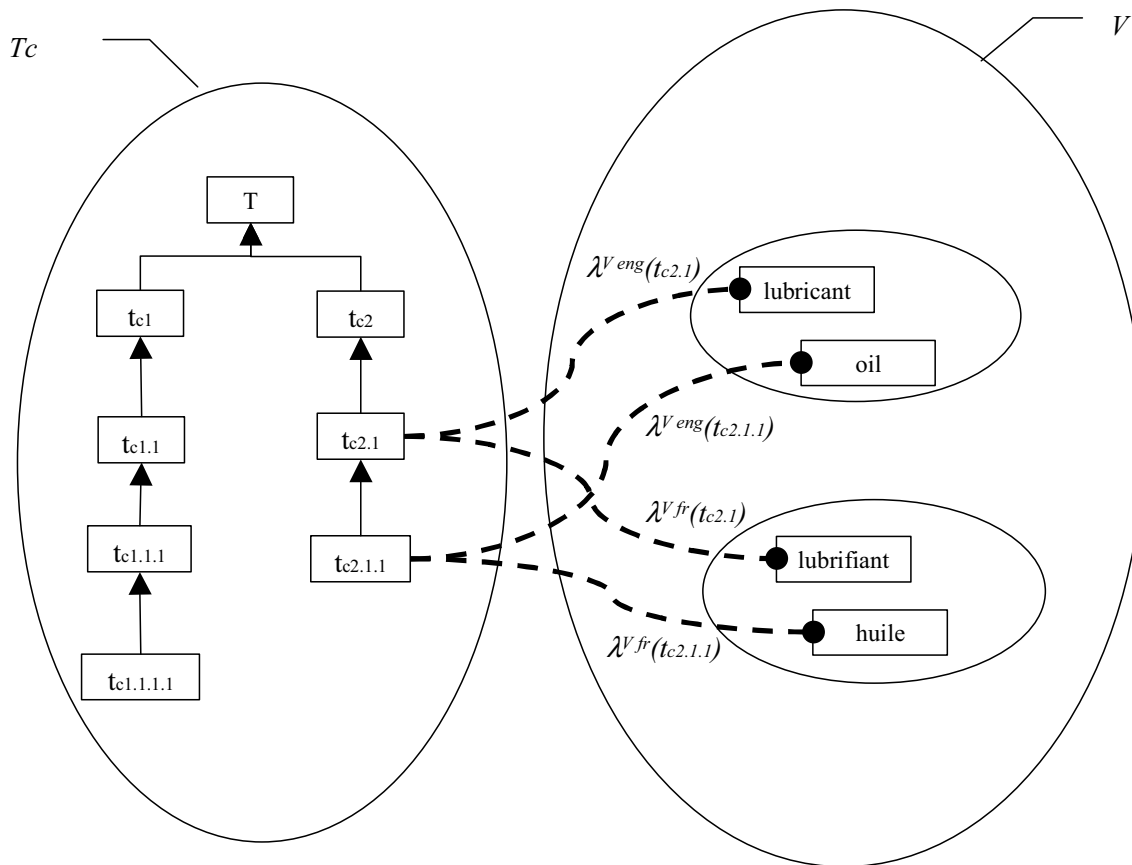 Tc
V
T
tc1
tc2
tc1.1
tc2.1
tc1.1.1
tc2.1.1
tc1.1.1.1
λV eng(tc2.1)
lubricant
oil
λV eng(tc2.1.1)
λV fr(tc2.1)
lubrifiant
huile
λV fr(tc2.1.1)